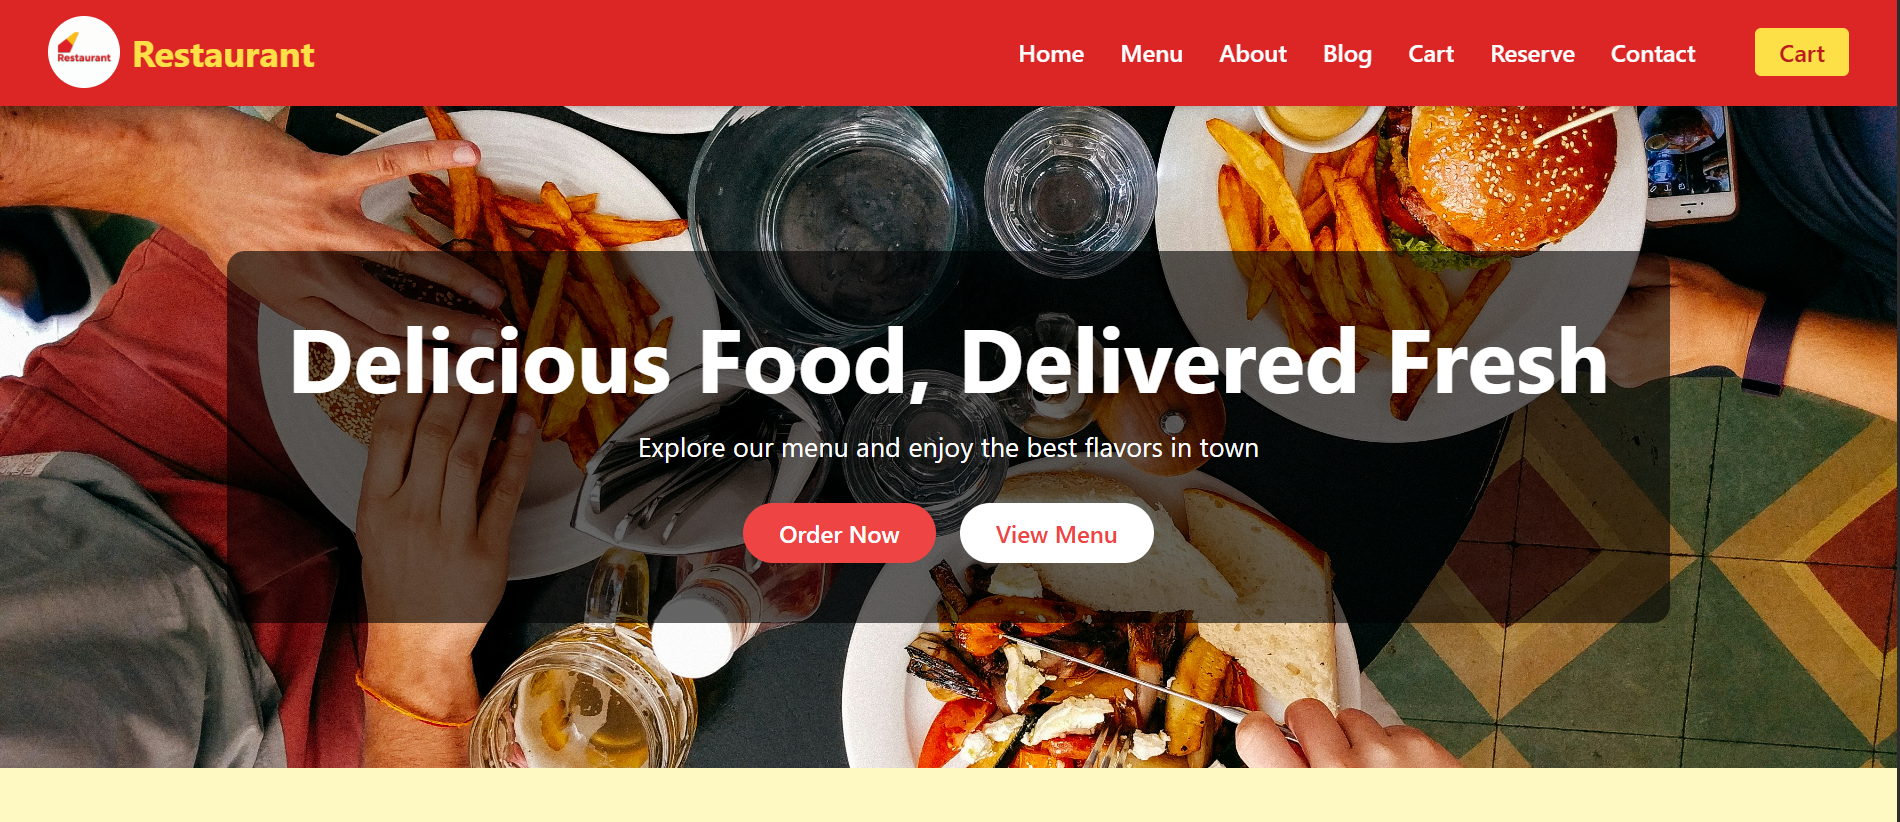 Restaurant
Restaurant
Home Menu About Blog Cart Reserve Contact Cart
Delicious Food, Delivered Fresh
Explore our menu and enjoy the best flavors in town
Order Now View Menu